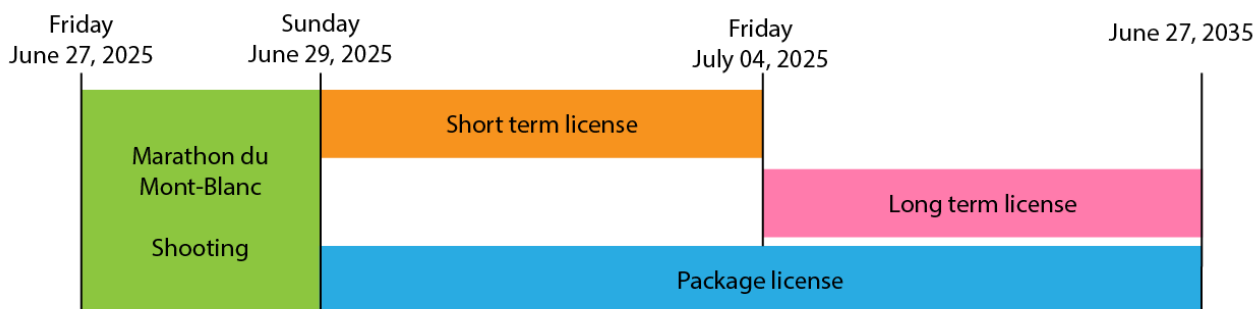 Friday
June 27, 2025
Sunday
June 29, 2025
Friday
July 04, 2025
June 27, 2035
Marathon du
Mont-Blanc
Shooting
Short term license
Long term license
Package license